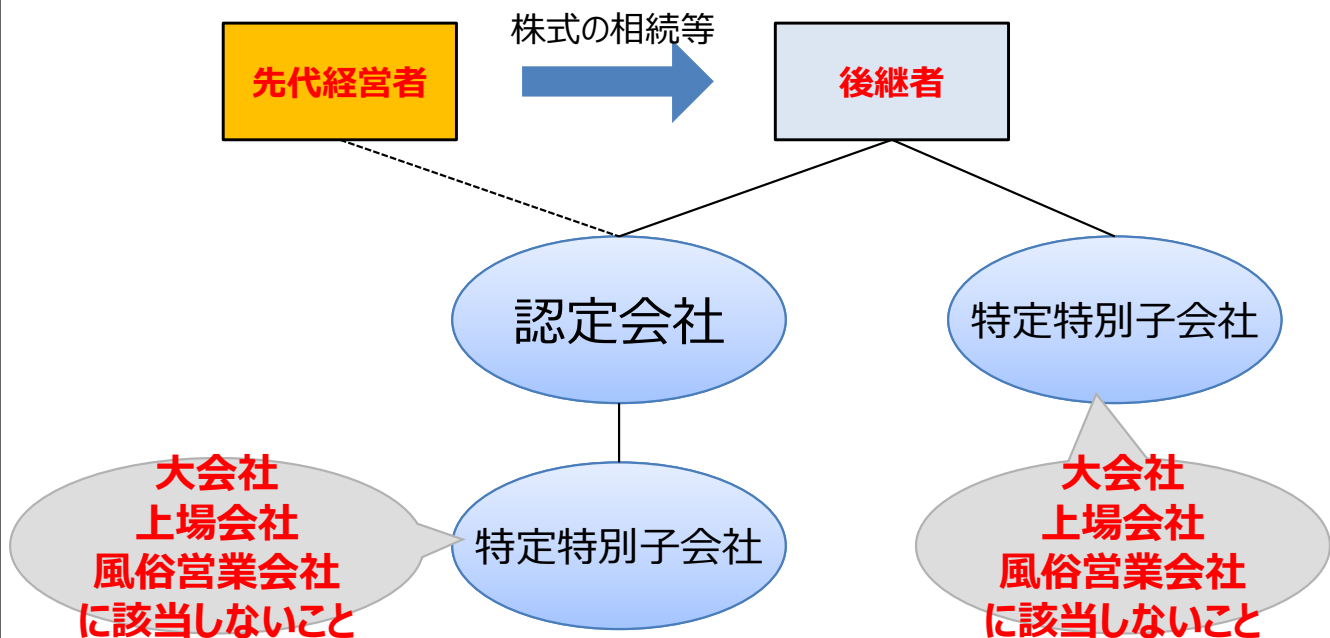 株式の相続等
先代経営者
後継者
認定会社
特定特別子会社
大会社
上場会社
風俗営業会社
に該当しないこと
特定特別子会社
大会社
上場会社
風俗営業会社
に該当しないこと